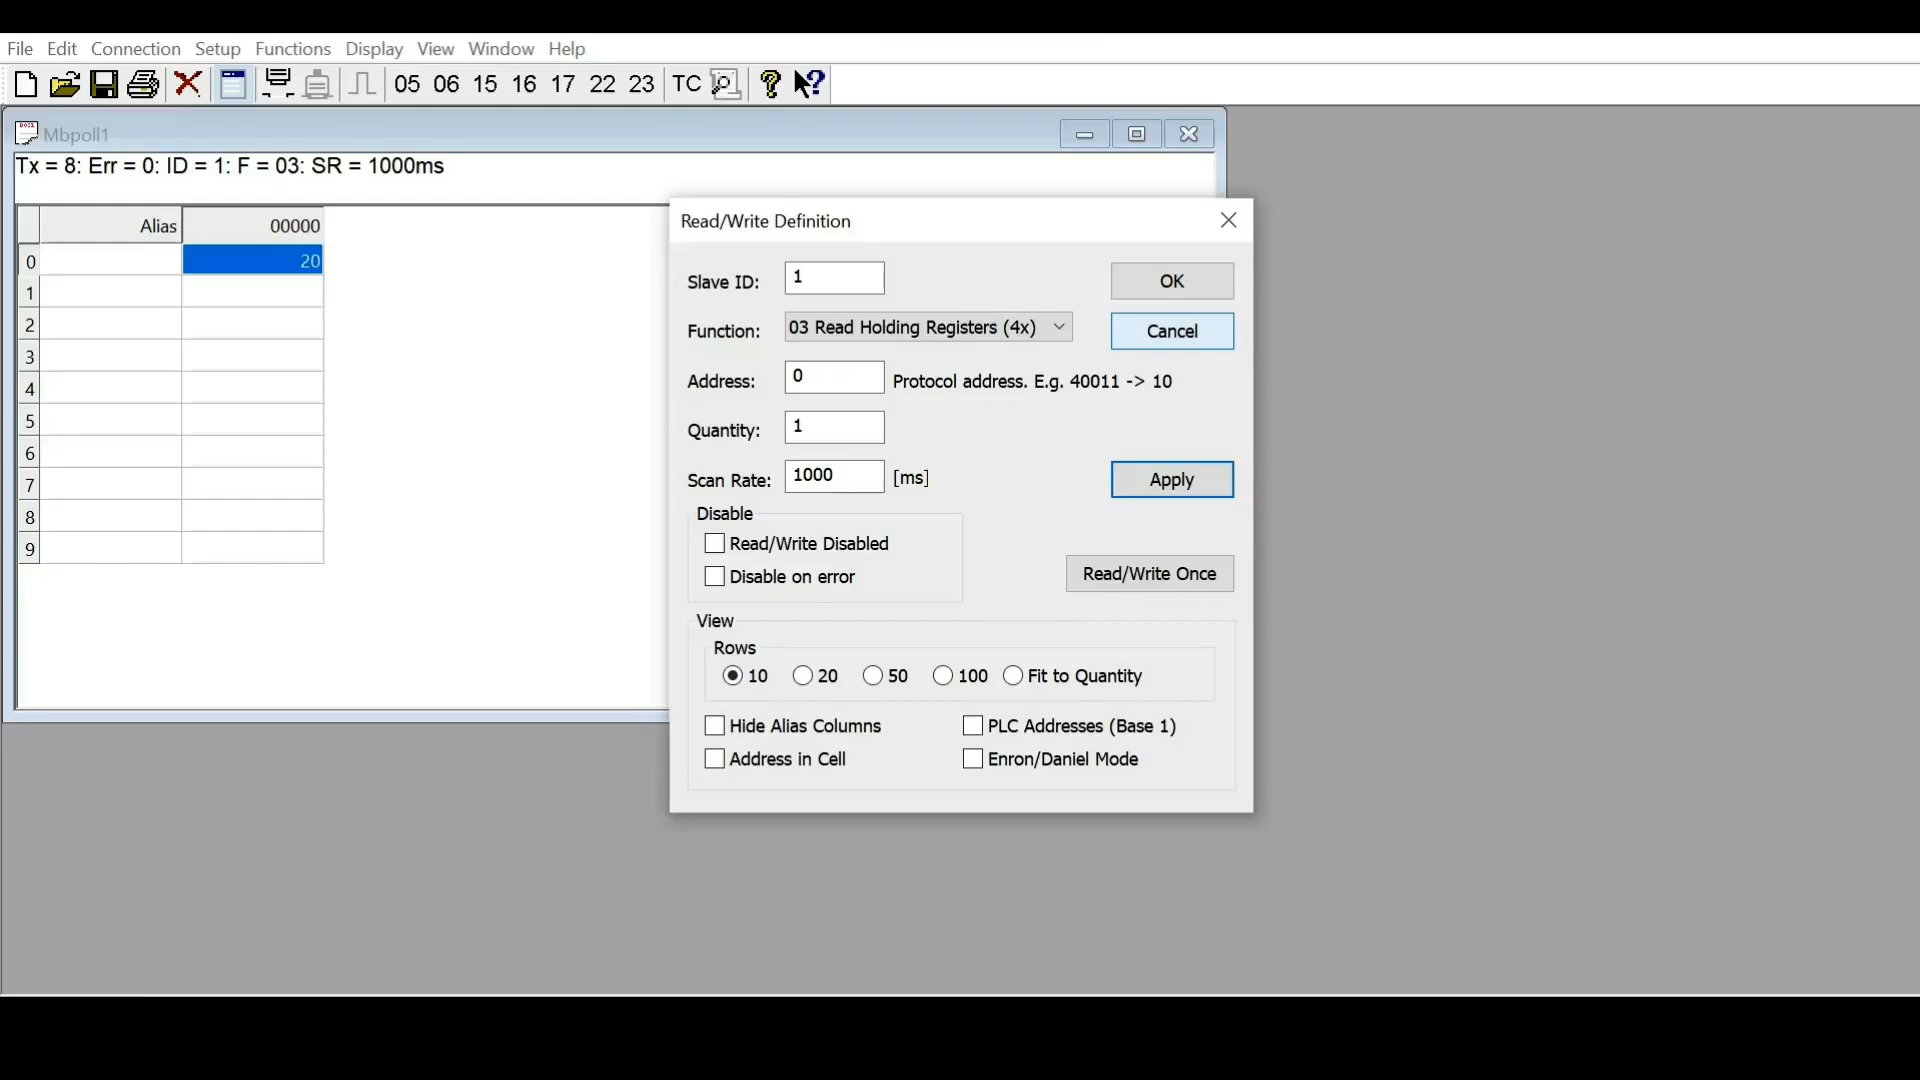 File Edit Connection Setup Functions Display View Window Help
05 06 15 16 17 22 23 TC
Mbpoll1
Tx = 8: Err = 0: ID = 1: F = 03: SR = 1000ms
Alias 00000
0 20
1
2
3
4
5
6
7
8
9
Read/Write Definition
Slave ID: 1 OK
Function: 03 Read Holding Registers (4x) Cancel
Address: 0 Protocol address. E.g. 40011 -> 10
Quantity: 1
Scan Rate: 1000 [ms] Apply
Disable
Read/Write Disabled
Disable on error
Read/Write Once
View
Rows
10 20 50 100 Fit to Quantity
Hide Alias Columns PLC Addresses (Base 1)
Address in Cell Enron/Daniel Mode